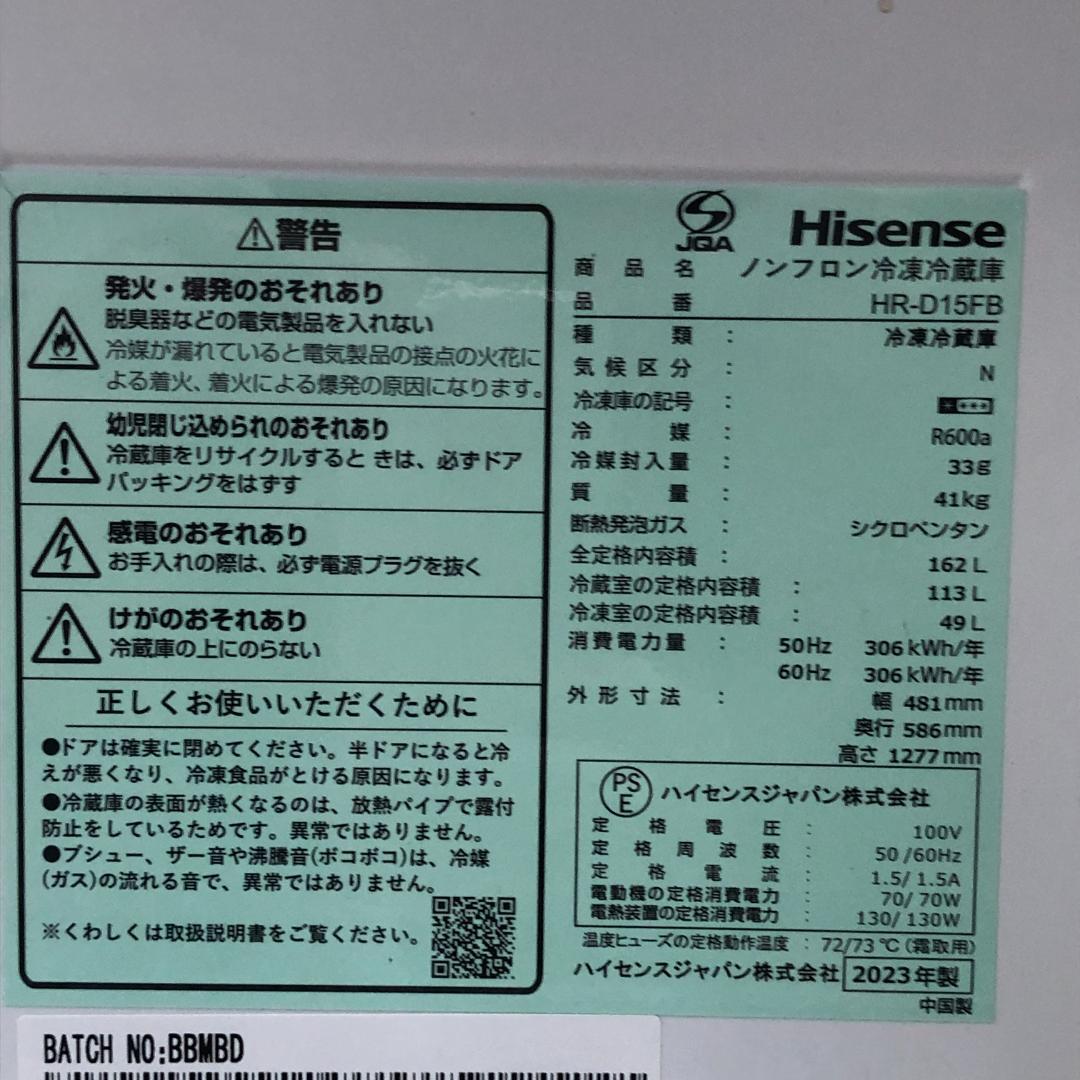 ⚠警告
発火・爆発のおそれあり
脱臭器などの電気製品を入れない
冷媒が漏れていると電気製品の接点の火花に
よる着火、着火による爆発の原因になります。
幼児閉じ込められのおそれあり
冷蔵庫をリサイクルすると きは、必ずドア
パッキングをはずす
感電のおそれあり
お手入れの際は、必ず電源プラグを抜く
けがのおそれあり
冷蔵庫の上にのらない
正しくお使いいただくために
●ドアは確実に閉めてください。半ドアになると冷
えが悪くなり、冷凍食品がとける原因になります。
●冷蔵庫の表面が熱くなるのは、放熱パイプで露付
防止をしているためです。異常ではありません。
●プシュー、ザー音や沸騰音(ボコボコ)は、冷媒
(ガス)の流れる音で、異常ではありません。
※くわしくは取扱説明書をご覧ください。
JQA Hisense
商品名 ノンフロン冷凍冷蔵庫
品番 HR-D15FB
種類 : 冷凍冷蔵庫
気候区分 : N
冷凍庫の記号 :
冷媒 : R600a
冷媒封入量 : 33g
質量 : 41kg
断熱発泡ガス : シクロペンタン
全定格内容積 : 162 L
冷蔵室の定格内容積 : 113 L
冷凍室の定格内容積 : 49 L
消費電力量 : 50Hz 306 kWh/年
60Hz 306 kWh/年
外形寸法 : 幅 481mm
奥行 586mm
高さ 1277mm
PSE ハイセンスジャパン株式会社
定格電圧 : 100V
定格周波数 : 50/60Hz
定格電流 : 1.5/ 1.5A
電動機の定格消費電力 : 70/ 70W
電熱装置の定格消費電力 : 130/ 130W
温度ヒューズの定格動作温度 : 72/73 ℃ (霜取用)
ハイセンスジャパン株式会社 2023年製
中国製
BATCH NO:BBMBD